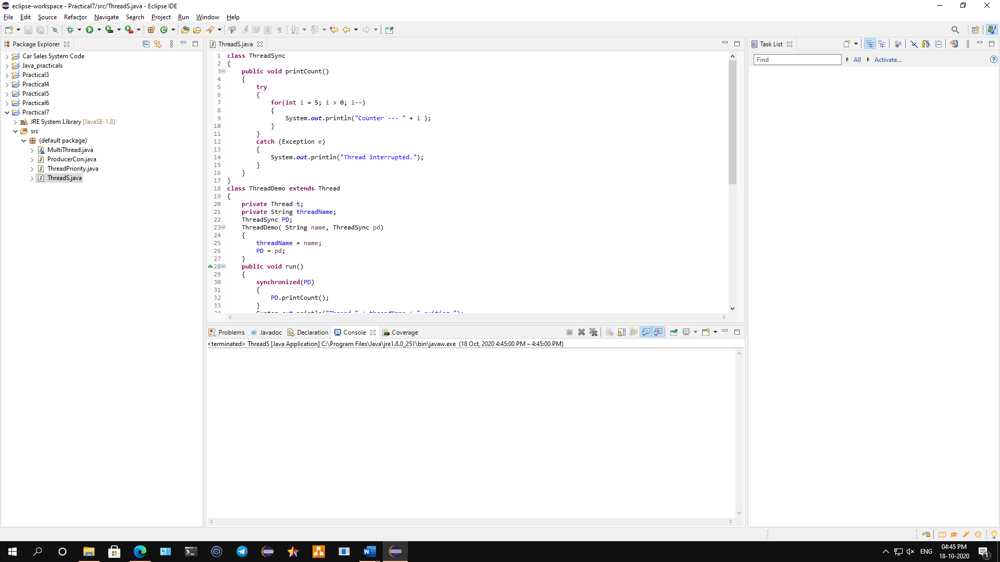 eclipse-workspace - Practical7/src/ThreadS.java - Eclipse IDE
File Edit Source Refactor Navigate Search Project Run Window Help
Package Explorer
Car Sales System Code
Java_practicals
Practical3
Practical4
Practical5
Practical6
Practical7
JRE System Library [JavaSE-1.8]
src
(default package)
MultiThread.java
ProducerCon.java
ThreadPriority.java
ThreadS.java
ThreadS.java
1 class ThreadSync
2 {
3 public void printCount()
4 {
5 try
6 {
7 for(int i = 5; i > 0; i--)
8 {
9 System.out.println("Counter --- " + i );
10 }
11 }
12 catch (Exception e)
13 {
14 System.out.println("Thread interrupted.");
15 }
16 }
17 }
18 class ThreadDemo extends Thread
19 {
20 private Thread t;
21 private String threadName;
22 ThreadSync PD;
23 ThreadDemo( String name, ThreadSync pd)
24 {
25 threadName = name;
26 PD = pd;
27 }
28 public void run()
29 {
30 synchronized(PD)
31 {
32 PD.printCount();
33 }
34 System.out.println("Thread " + threadName + " exiting.");
Problems @ Javadoc Declaration Console Coverage
<terminated> ThreadS [Java Application] C:\Program Files\Java\jre1.8.0_251\bin\javaw.exe (18 Oct, 2020 4:45:00 PM – 4:45:00 PM)
Task List
Find All Activate...
ENG
04:45 PM
18-10-2020
1